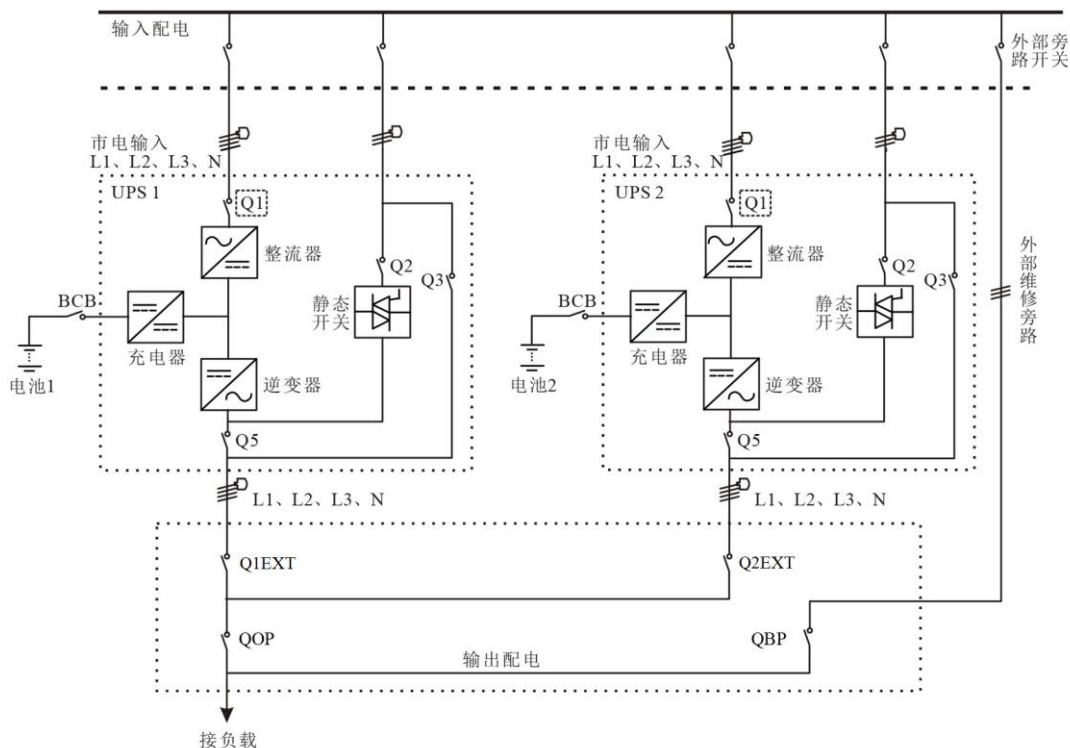 输入配电
外部旁
路开关
市电输入
L1、L2、L3、N
市电输入
L1、L2、L3、N
UPS 1
Q1
整流器
Q2
Q3
BCB
静态
开关
充电器
电池1
逆变器
Q5
UPS 2
Q1
整流器
Q2
Q3
BCB
静态
开关
充电器
电池2
逆变器
Q5
外部维修旁路
L1、L2、L3、N
L1、L2、L3、N
Q1EXT
Q2EXT
QOP
QBP
输出配电
接负载